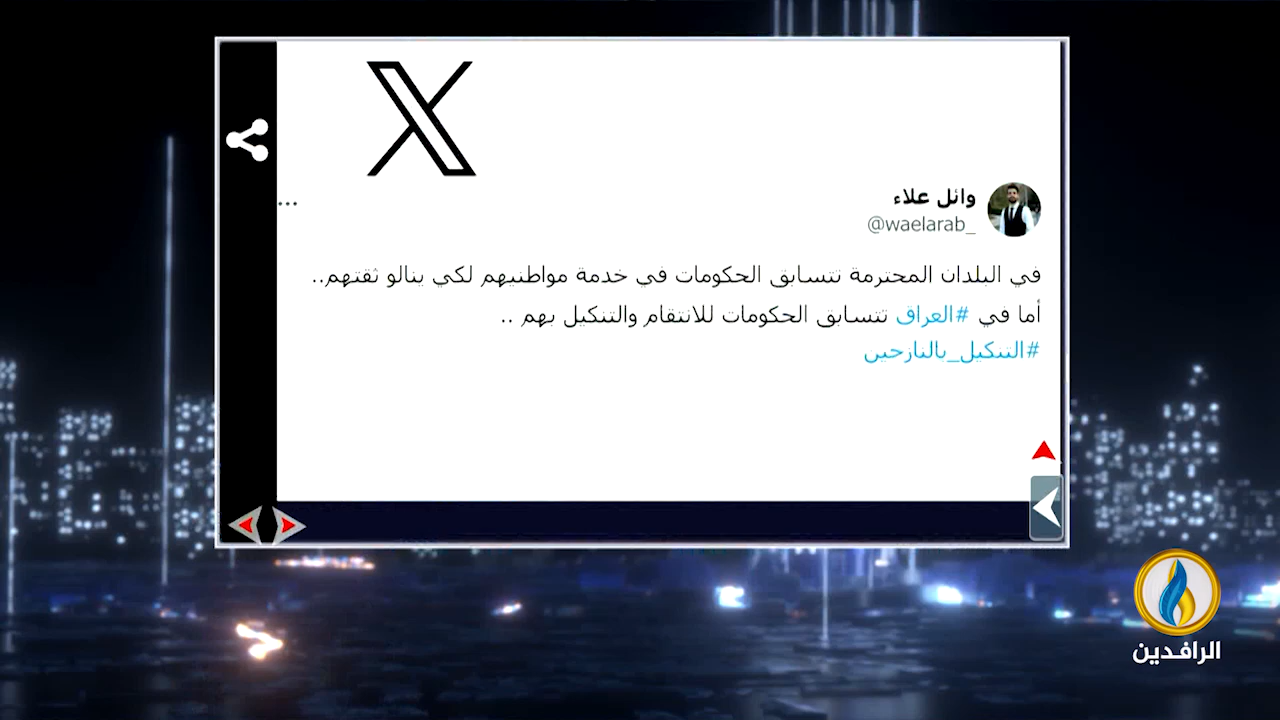 وائل علاء
@waelarab_
...
في البلدان المحترمة تتسابق الحكومات في خدمة مواطنيهم لكي ينالو ثقتهم..
أما في #العراق تتسابق الحكومات للانتقام والتنكيل بهم ..
#التنكيل_بالنازحين
الرافدين